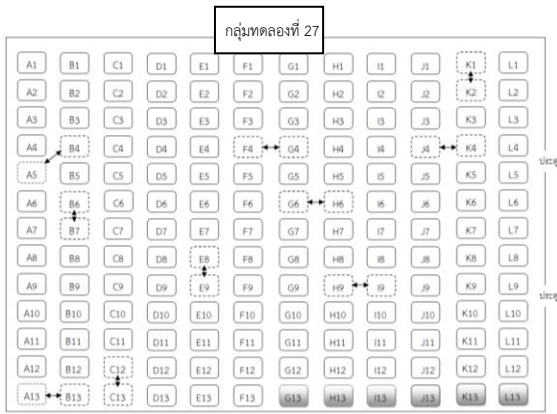 กลุ่มทดลองที่ 27
A1 B1 C1 D1 E1 F1 G1 H1 I1 J1 K1 L1
A2 B2 C2 D2 E2 F2 G2 H2 I2 J2 K2 L2
A3 B3 C3 D3 E3 F3 G3 H3 I3 J3 K3 L3
A4 B4 C4 D4 E4 F4 G4 H4 I4 J4 K4 L4
ประตู
A5 B5 C5 D5 E5 F5 G5 H5 I5 J5 K5 L5
A6 B6 C6 D6 E6 F6 G6 H6 I6 J6 K6 L6
A7 B7 C7 D7 E7 F7 G7 H7 I7 J7 K7 L7
A8 B8 C8 D8 E8 F8 G8 H8 I8 J8 K8 L8
A9 B9 C9 D9 E9 F9 G9 H9 I9 J9 K9 L9
ประตู
A10 B10 C10 D10 E10 F10 G10 H10 I10 J10 K10 L10
A11 B11 C11 D11 E11 F11 G11 H11 I11 J11 K11 L11
A12 B12 C12 D12 E12 F12 G12 H12 I12 J12 K12 L12
A13 B13 C13 D13 E13 F13 G13 H13 I13 J13 K13 L13